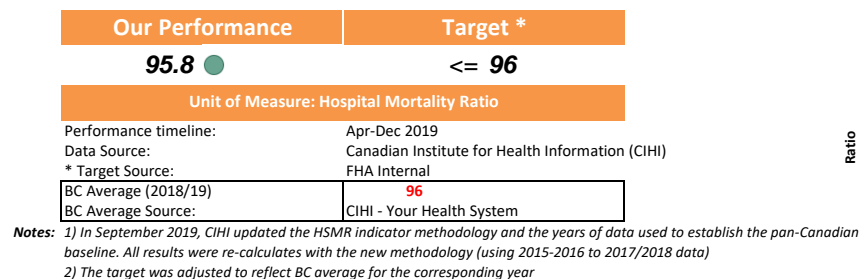 Our Performance Target *
95.8 <= 96
Unit of Measure: Hospital Mortality Ratio
Performance timeline: Apr-Dec 2019
Data Source: Canadian Institute for Health Information (CIHI)
* Target Source: FHA Internal
BC Average (2018/19) 96
BC Average Source: CIHI - Your Health System
Notes: 1) In September 2019, CIHI updated the HSMR indicator methodology and the years of data used to establish the pan-Canadian
baseline. All results were re-calculates with the new methodology (using 2015-2016 to 2017/2018 data)
2) The target was adjusted to reflect BC average for the corresponding year
Ratio